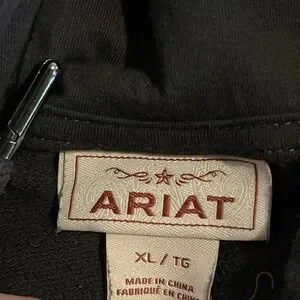 ARIAT
XL / TG
MADE IN CHINA
FABRIQUÉ EN CHINE